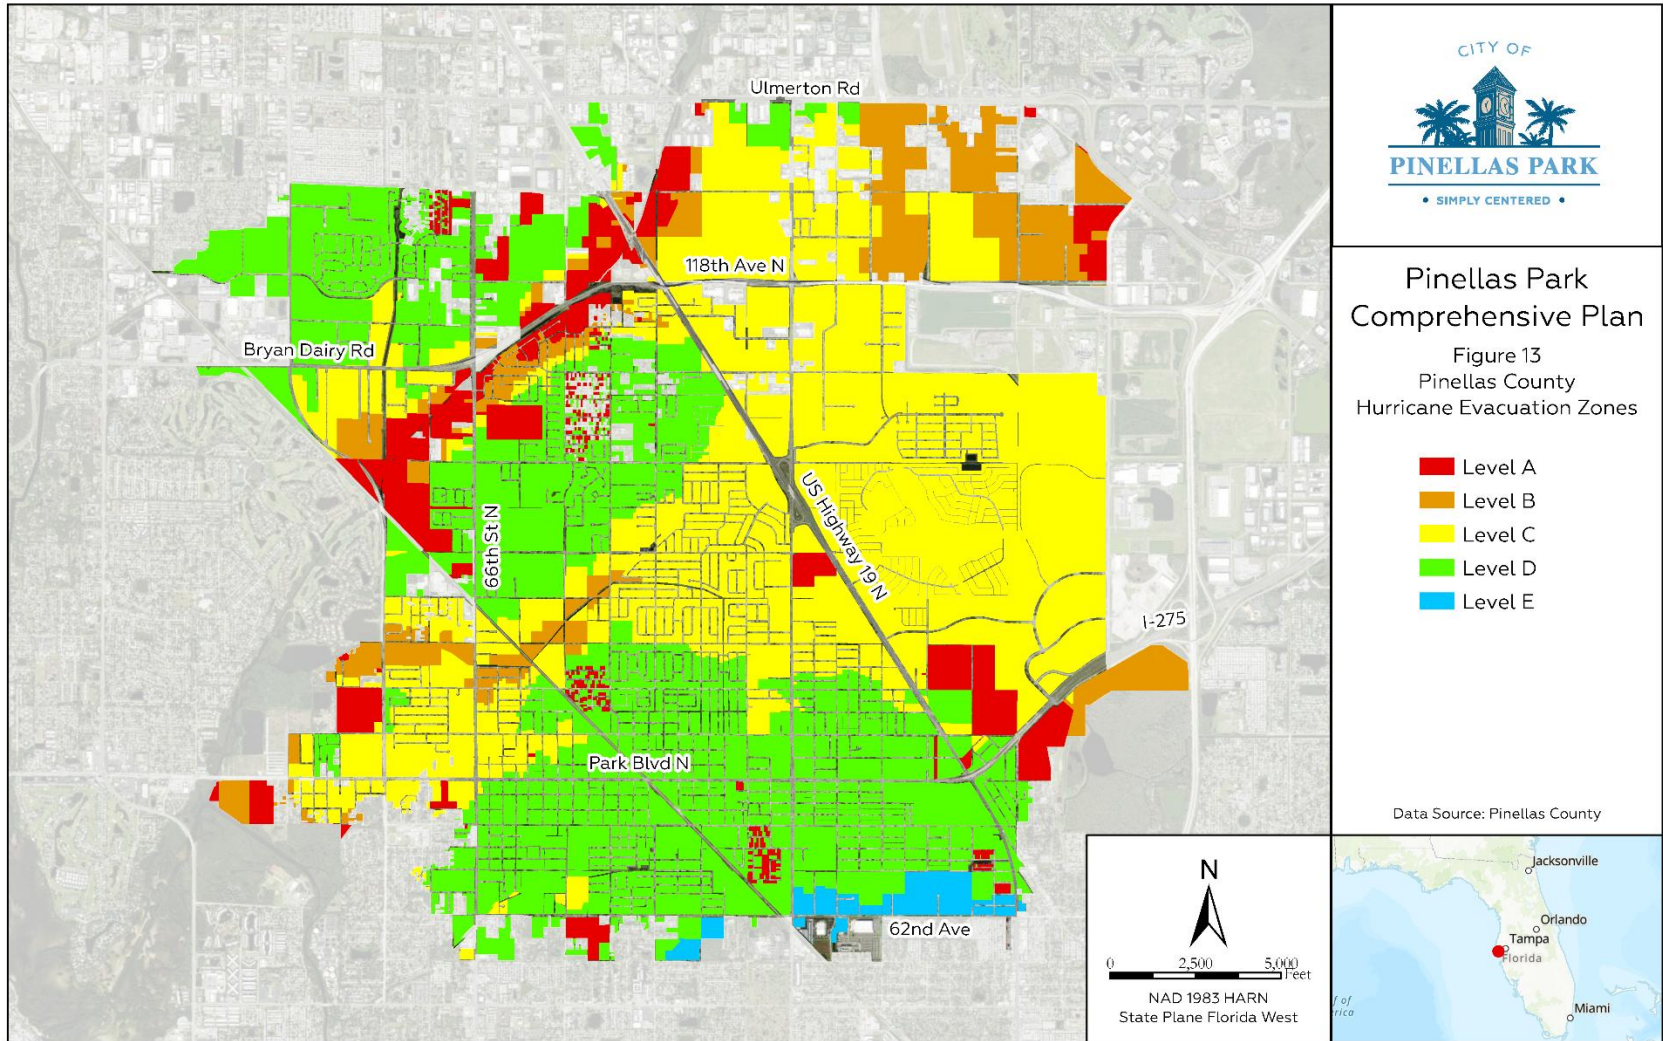 CITY OF
PINELLAS PARK
• SIMPLY CENTERED •
Pinellas Park
Comprehensive Plan
Figure 13
Pinellas County
Hurricane Evacuation Zones
Level A
Level B
Level C
Level D
Level E
Data Source: Pinellas County
Ulmerton Rd
118th Ave N
Bryan Dairy Rd
66th St N
US Highway 19 N
I-275
Park Blvd N
62nd Ave
N
0 2,500 5,000
Feet
NAD 1983 HARN
State Plane Florida West
Jacksonville
Orlando
Tampa
Florida
Miami
f of
erica